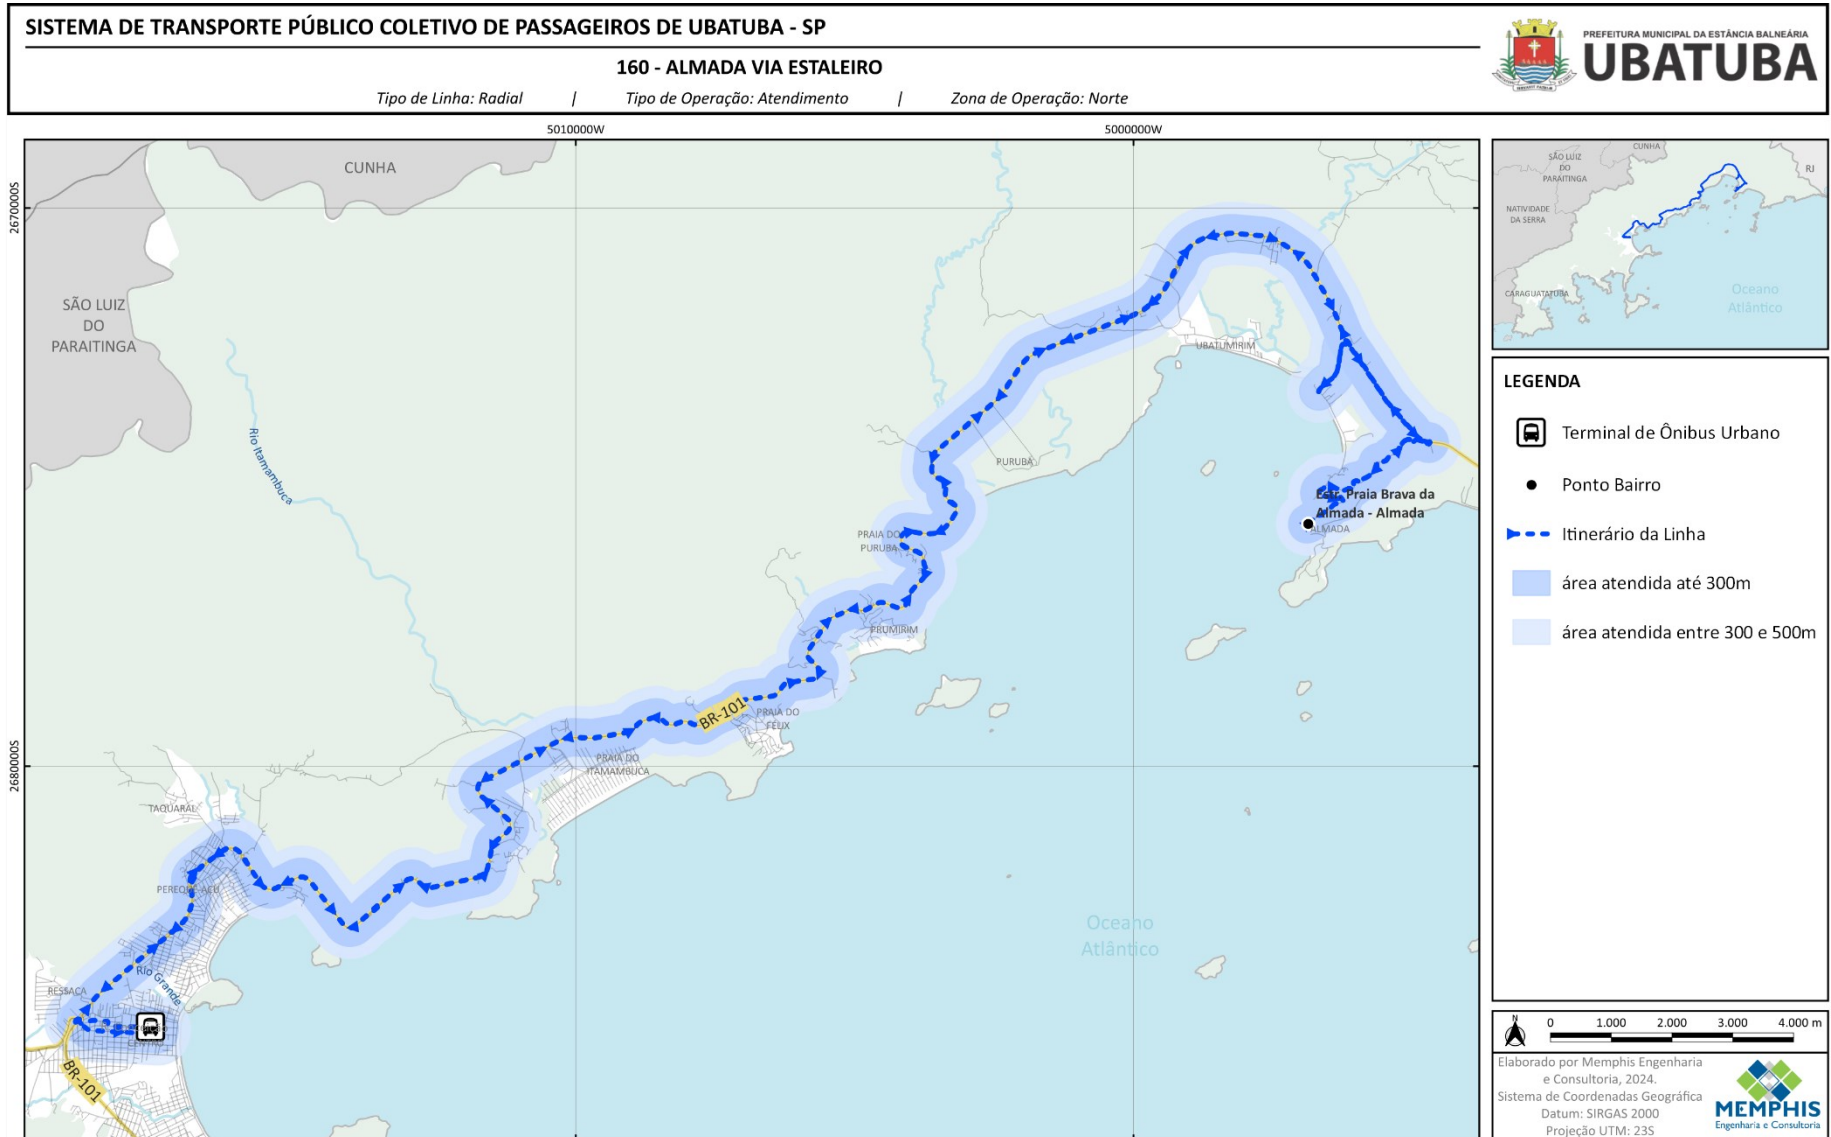 SISTEMA DE TRANSPORTE PÚBLICO COLETIVO DE PASSAGEIROS DE UBATUBA - SP
160 - ALMADA VIA ESTALEIRO
Tipo de Linha: Radial | Tipo de Operação: Atendimento | Zona de Operação: Norte
PREFEITURA MUNICIPAL DA ESTÂNCIA BALNEÁRIA
UBATUBA
5010000W
5000000W
2670000S
2680000S
CUNHA
SÃO LUIZ
DO
PARAITINGA
Rio Itamambuca
UBATUMIRIM
PURUBA
Estr. Praia Brava da
Almada - Almada
ALMADA
PRAIA DO
PURUBA
PRUMIRIM
BR-101
PRAIA DO
FELIX
PRAIA DO
ITAMAMBUCA
TAQUARAL
PEREQUÊ-AÇU
Rio Grande
RESSACA
CENTRO
BR-101
Oceano
Atlântico
CUNHA
SÃO LUIZ
DO
PARAITINGA
RJ
NATIVIDADE
DA SERRA
CARAGUATATUBA
Oceano
Atlântico
LEGENDA
Terminal de Ônibus Urbano
Ponto Bairro
Itinerário da Linha
área atendida até 300m
área atendida entre 300 e 500m
N
0 1.000 2.000 3.000 4.000 m
Elaborado por Memphis Engenharia
e Consultoria, 2024.
Sistema de Coordenadas Geográfica
Datum: SIRGAS 2000
Projeção UTM: 23S
MEMPHIS
Engenharia e Consultoria